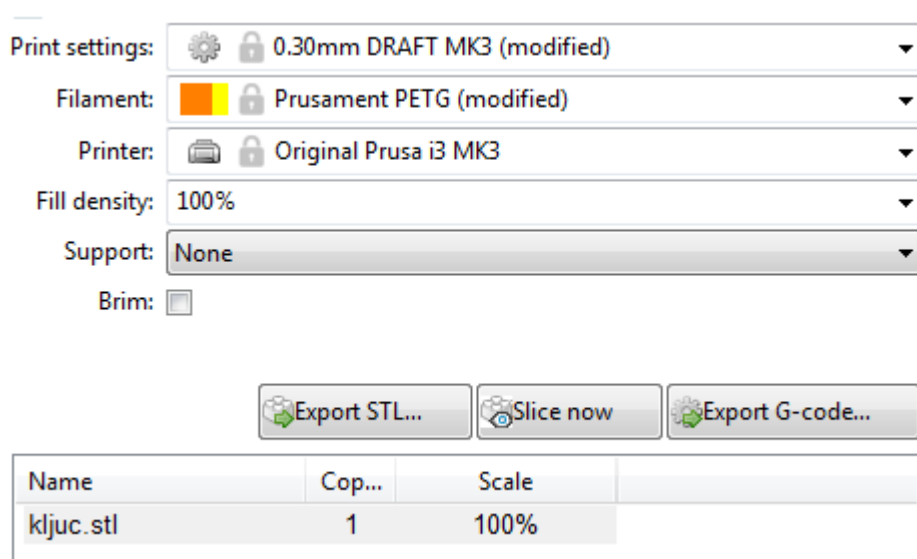 Print settings: 0.30mm DRAFT MK3 (modified)
Filament: Prusament PETG (modified)
Printer: Original Prusa i3 MK3
Fill density: 100%
Support: None
Brim:
Export STL... Slice now Export G-code...
Name Cop... Scale
kljuc.stl 1 100%